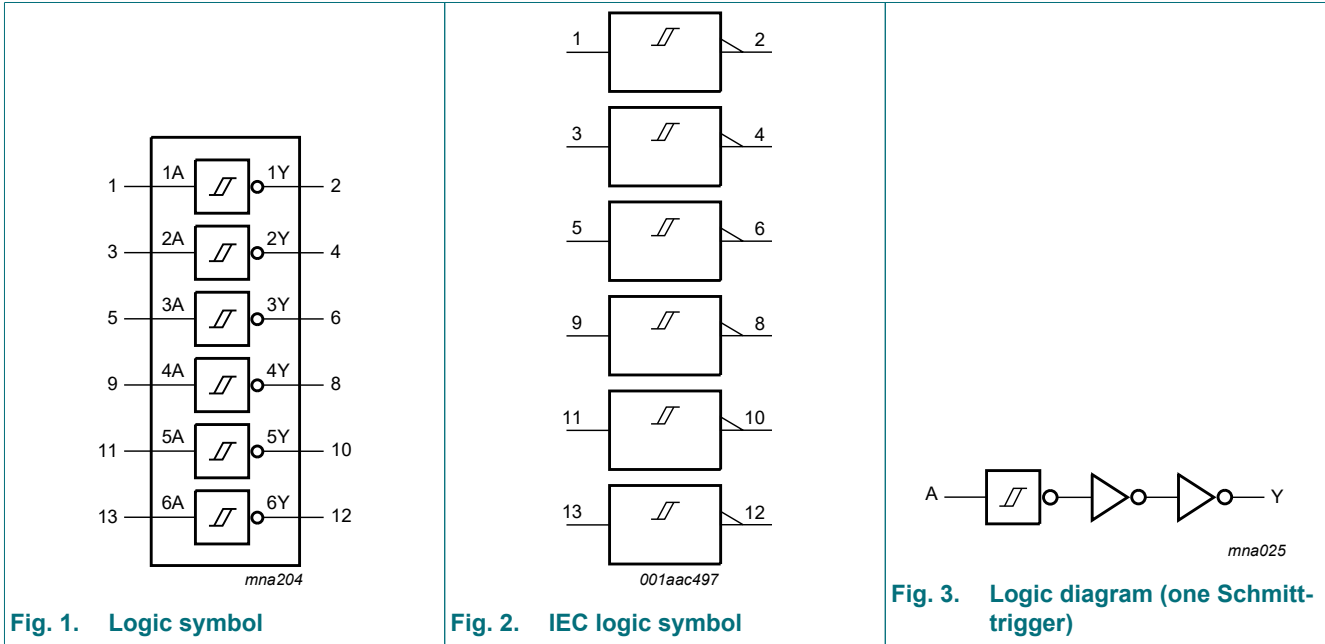 1 1A 1Y 2
3 2A 2Y 4
5 3A 3Y 6
9 4A 4Y 8
11 5A 5Y 10
13 6A 6Y 12
mna204
Fig. 1. Logic symbol
1 2
3 4
5 6
9 8
11 10
13 12
001aac497
Fig. 2. IEC logic symbol
A Y
mna025
Fig. 3. Logic diagram (one Schmitt-
trigger)